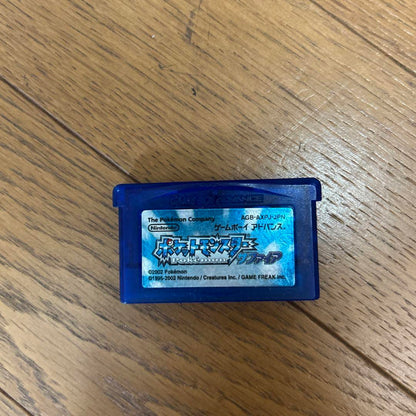 The Pokémon Company
AGB-AXPJ-JPN
Nintendo
ゲームボーイ アドバンス
ポケットモンスター
サファイア
©2002 Pokémon
©1995-2002 Nintendo / Creatures Inc. / GAME FREAK Inc.